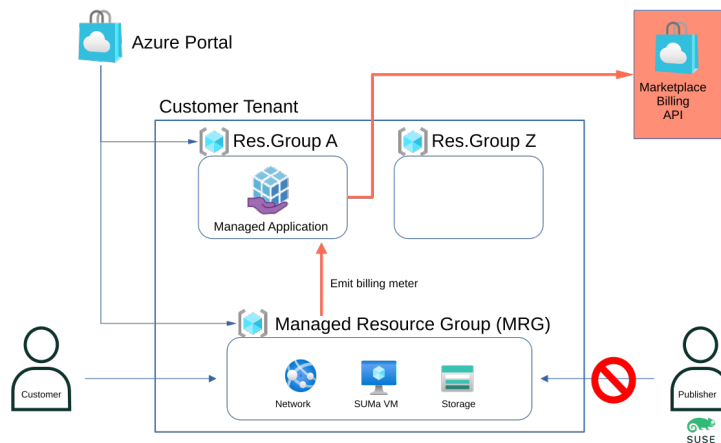 Azure Portal
Marketplace
Billing
API
Customer Tenant
Res.Group A
Res.Group Z
Managed Application
Emit billing meter
Managed Resource Group (MRG)
Customer
Network
SUMa VM
Storage
Publisher
SUSE